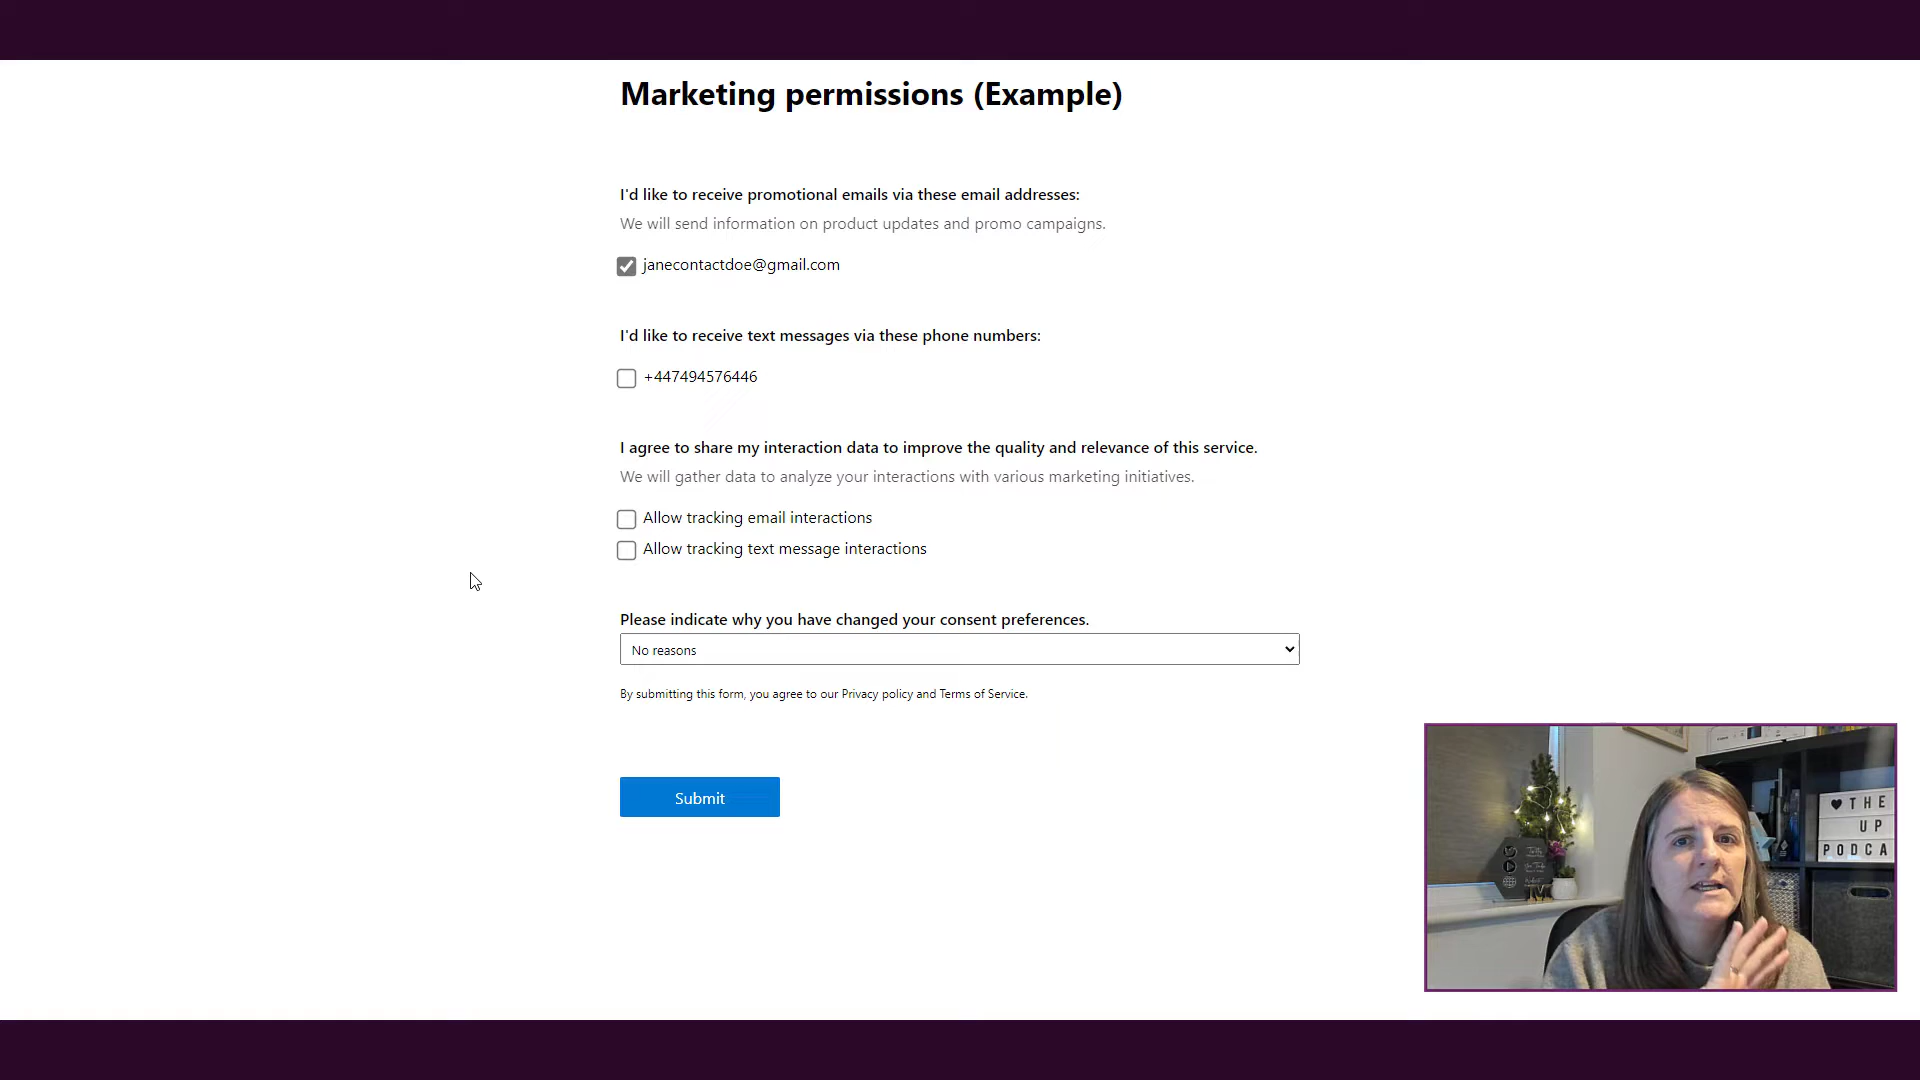 Marketing permissions (Example)
I'd like to receive promotional emails via these email addresses:
We will send information on product updates and promo campaigns.
janecontactdoe@gmail.com
I'd like to receive text messages via these phone numbers:
+447494576446
I agree to share my interaction data to improve the quality and relevance of this service.
We will gather data to analyze your interactions with various marketing initiatives.
Allow tracking email interactions
Allow tracking text message interactions
Please indicate why you have changed your consent preferences.
No reasons
By submitting this form, you agree to our Privacy policy and Terms of Service.
Submit
♥ THE
UP
PODCA